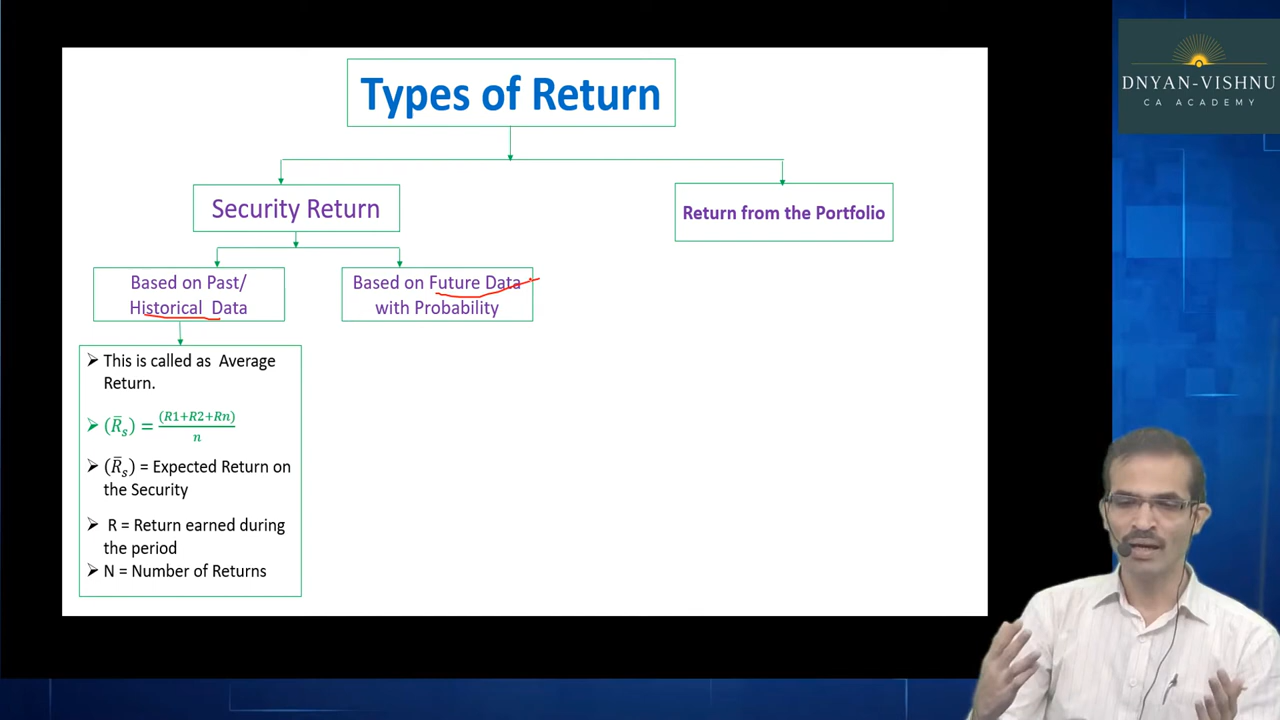 Types of Return
DNYAN-VISHNU
CA ACADEMY
Security Return
Return from the Portfolio
Based on Past/
Historical Data
Based on Future Data
with Probability
➢ This is called as Average
Return.
➢ (R̄ₛ) = (R1+R2+Rn)/n
➢ (R̄ₛ) = Expected Return on
the Security
➢ R = Return earned during
the period
➢ N = Number of Returns